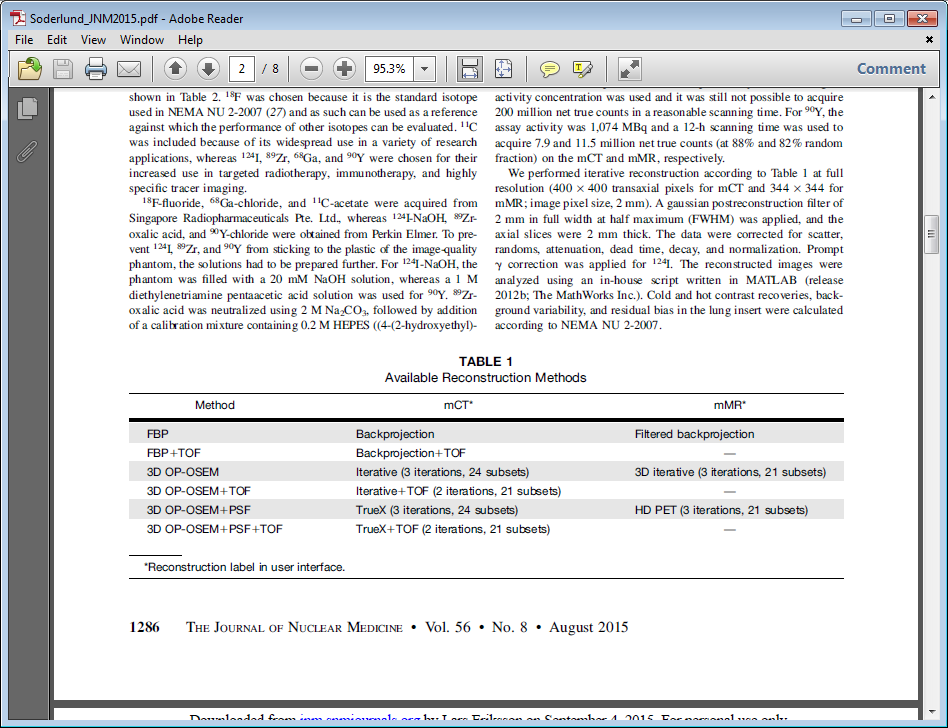 Soderlund_JNM2015.pdf - Adobe Reader
File Edit View Window Help
2 / 8 95.3% Comment
shown in Table 2. ¹⁸F was chosen because it is the standard isotope
used in NEMA NU 2-2007 (27) and as such can be used as a reference
against which the performance of other isotopes can be evaluated. ¹¹C
was included because of its widespread use in a variety of research
applications, whereas ¹²⁴I, ⁸⁹Zr, ⁶⁸Ga, and ⁹⁰Y were chosen for their
increased use in targeted radiotherapy, immunotherapy, and highly
specific tracer imaging.
¹⁸F-fluoride, ⁶⁸Ga-chloride, and ¹¹C-acetate were acquired from
Singapore Radiopharmaceuticals Pte. Ltd., whereas ¹²⁴I-NaOH, ⁸⁹Zr-
oxalic acid, and ⁹⁰Y-chloride were obtained from Perkin Elmer. To pre-
vent ¹²⁴I, ⁸⁹Zr, and ⁹⁰Y from sticking to the plastic of the image-quality
phantom, the solutions had to be prepared further. For ¹²⁴I-NaOH, the
phantom was filled with a 20 mM NaOH solution, whereas a 1 M
diethylenetriamine pentaacetic acid solution was used for ⁹⁰Y. ⁸⁹Zr-
oxalic was neutralized using 2 M Na₂CO₃, followed by addition
of a calibration mixture containing 0.2 M HEPES ((4-(2-hydroxyethyl)-
activity concentration was used and it was still not possible to acquire
200 million net true counts in a reasonable scanning time. For ⁹⁰Y, the
assay activity was 1,074 MBq and a 12-h scanning time was used to
acquire 7.9 and 11.5 million net true counts (at 88% and 82% random
fraction) on the mCT and mMR, respectively.
We performed iterative reconstruction according to Table 1 at full
resolution (400 × 400 transaxial pixels for mCT and 344 × 344 for
mMR; image pixel size, 2 mm). A gaussian postreconstruction filter of
2 mm in full width at half maximum (FWHM) was applied, and the
axial slices were 2 mm thick. The data were corrected for scatter,
randoms, attenuation, dead time, decay, and normalization. Prompt
γ correction was applied for ¹²⁴I. The reconstructed images were
analyzed using an in-house script written in MATLAB (release
2012b; The MathWorks Inc.). Cold and hot contrast recoveries, back-
ground variability, and residual bias in the lung insert were calculated
according to NEMA NU 2-2007.
TABLE 1
Available Reconstruction Methods
Method mCT* mMR*
FBP Backprojection Filtered backprojection
FBP+TOF Backprojection+TOF —
3D OP-OSEM Iterative (3 iterations, 24 subsets) 3D iterative (3 iterations, 21 subsets)
3D OP-OSEM+TOF Iterative+TOF (2 iterations, 21 subsets) —
3D OP-OSEM+PSF TrueX (3 iterations, 24 subsets) HD PET (3 iterations, 21 subsets)
3D OP-OSEM+PSF+TOF TrueX+TOF (2 iterations, 21 subsets) —
*Reconstruction label in user interface.
1286 THE JOURNAL OF NUCLEAR MEDICINE • Vol. 56 • No. 8 • August 2015
Downloaded from jnm.snmjournals.org by Lars Eriksson on September 4, 2015. For personal use only.